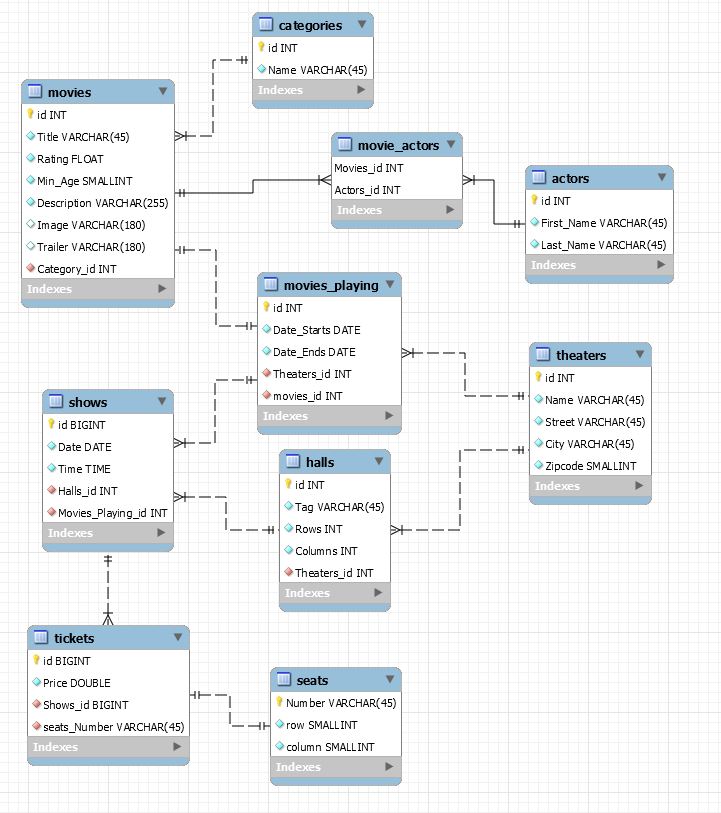 categories
id INT
Name VARCHAR(45)
Indexes
movies
id INT
Title VARCHAR(45)
Rating FLOAT
Min_Age SMALLINT
Description VARCHAR(255)
Image VARCHAR(180)
Trailer VARCHAR(180)
Category_id INT
Indexes
movie_actors
Movies_id INT
Actors_id INT
Indexes
actors
id INT
First_Name VARCHAR(45)
Last_Name VARCHAR(45)
Indexes
movies_playing
id INT
Date_Starts DATE
Date_Ends DATE
Theaters_id INT
movies_id INT
Indexes
theaters
id INT
Name VARCHAR(45)
Street VARCHAR(45)
City VARCHAR(45)
Zipcode SMALLINT
Indexes
shows
id BIGINT
Date DATE
Time TIME
Halls_id INT
Movies_Playing_id INT
Indexes
halls
id INT
Tag VARCHAR(45)
Rows INT
Columns INT
Theaters_id INT
Indexes
tickets
id BIGINT
Price DOUBLE
Shows_id BIGINT
seats_Number VARCHAR(45)
Indexes
seats
Number VARCHAR(45)
row SMALLINT
column SMALLINT
Indexes